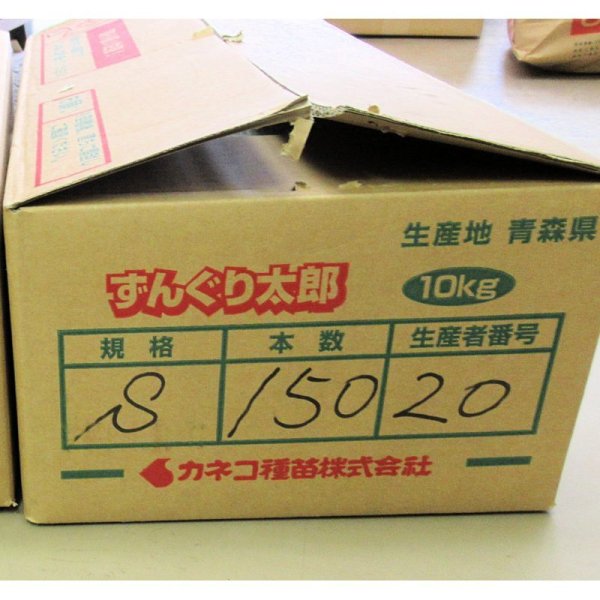 生産地 青森県
ずんぐり太郎 10kg
規格 本数 生産者番号
S 150 20
カネコ種苗株式会社